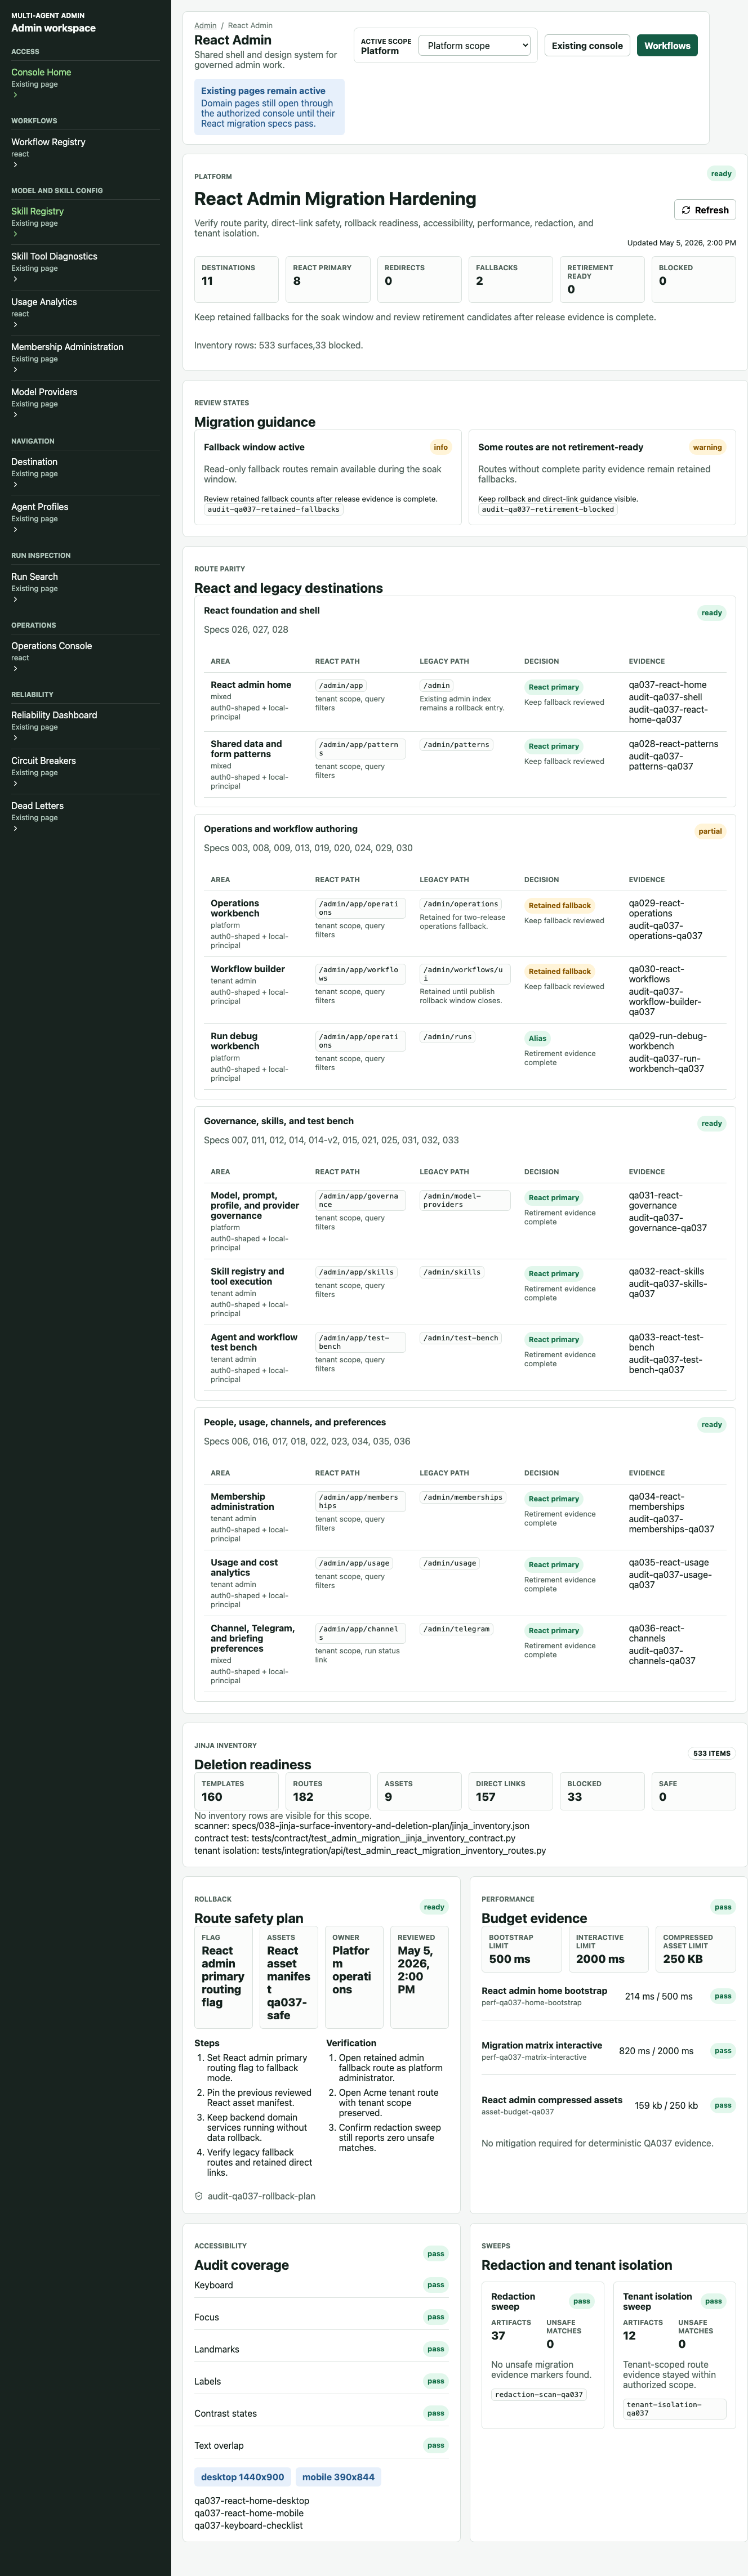 MULTI-AGENT ADMIN
Admin workspace
ACCESS
Console Home
Existing page
WORKFLOWS
Workflow Registry
react
MODEL AND SKILL CONFIG
Skill Registry
Existing page
Skill Tool Diagnostics
Existing page
Usage Analytics
react
Membership Administration
Existing page
Model Providers
Existing page
NAVIGATION
Destination
Existing page
Agent Profiles
Existing page
RUN INSPECTION
Run Search
Existing page
OPERATIONS
Operations Console
react
RELIABILITY
Reliability Dashboard
Existing page
Circuit Breakers
Existing page
Dead Letters
Existing page
Admin / React Admin
React Admin
Shared shell and design system for
governed admin work.
Existing pages remain active
Domain pages still open through
the authorized console until their
React migration specs pass.
ACTIVE SCOPE
Platform
Platform scope
Existing console
Workflows
PLATFORM
ready
React Admin Migration Hardening
Refresh
Verify route parity, direct-link safety, rollback readiness, accessibility, performance, redaction, and
tenant isolation.
Updated May 5, 2026, 2:00 PM
DESTINATIONS
11
REACT PRIMARY
8
REDIRECTS
0
FALLBACKS
2
RETIREMENT
READY
0
BLOCKED
0
Keep retained fallbacks for the soak window and review retirement candidates after release evidence is complete.
Inventory rows: 533 surfaces,33 blocked.
REVIEW STATES
Migration guidance
Fallback window active
info
Read-only fallback routes remain available during the soak
window.
Review retained fallback counts after release evidence is complete.
audit-qa037-retained-fallbacks
Some routes are not retirement-ready
warning
Routes without complete parity evidence remain retained
fallbacks.
Keep rollback and direct-link guidance visible.
audit-qa037-retirement-blocked
ROUTE PARITY
React and legacy destinations
React foundation and shell
ready
Specs 026, 027, 028
AREA REACT PATH LEGACY PATH DECISION EVIDENCE
React admin home
mixed
auth0-shaped + local-
principal
/admin/app
tenant scope, query
filters
/admin
Existing admin index
remains a rollback entry.
React primary
Keep fallback reviewed
qa037-react-home
audit-qa037-shell
audit-qa037-react-
home-qa037
Shared data and
form patterns
mixed
auth0-shaped + local-
principal
/admin/app/pattern
s
tenant scope, query
filters
/admin/patterns
React primary
Keep fallback reviewed
qa028-react-patterns
audit-qa037-
patterns-qa037
Operations and workflow authoring
partial
Specs 003, 008, 009, 013, 019, 020, 024, 029, 030
AREA REACT PATH LEGACY PATH DECISION EVIDENCE
Operations
workbench
platform
auth0-shaped + local-
principal
/admin/app/operati
ons
tenant scope, query
filters
/admin/operations
Retained for two-release
operations fallback.
Retained fallback
Keep fallback reviewed
qa029-react-
operations
audit-qa037-
operations-qa037
Workflow builder
tenant admin
auth0-shaped + local-
principal
/admin/app/workflo
ws
tenant scope, query
filters
/admin/workflows/u
i
Retained until publish
rollback window closes.
Retained fallback
Keep fallback reviewed
qa030-react-
workflows
audit-qa037-
workflow-builder-
qa037
Run debug
workbench
platform
auth0-shaped + local-
principal
/admin/app/operati
ons
tenant scope, query
filters
/admin/runs
Alias
Retirement evidence
complete
qa029-run-debug-
workbench
audit-qa037-run-
workbench-qa037
Governance, skills, and test bench
ready
Specs 007, 011, 012, 014, 014-v2, 015, 021, 025, 031, 032, 033
AREA REACT PATH LEGACY PATH DECISION EVIDENCE
Model, prompt,
profile, and provider
governance
platform
auth0-shaped + local-
principal
/admin/app/governa
nce
tenant scope, query
filters
/admin/model-
providers
React primary
Retirement evidence
complete
qa031-react-
governance
audit-qa037-
governance-qa037
Skill registry and
tool execution
tenant admin
auth0-shaped + local-
principal
/admin/app/skills
tenant scope, query
filters
/admin/skills
React primary
Retirement evidence
complete
qa032-react-skills
audit-qa037-skills-
qa037
Agent and workflow
test bench
tenant admin
auth0-shaped + local-
principal
/admin/app/test-
bench
tenant scope, query
filters
/admin/test-bench
React primary
Retirement evidence
complete
qa033-react-test-
bench
audit-qa037-test-
bench-qa037
People, usage, channels, and preferences
ready
Specs 006, 016, 017, 018, 022, 023, 034, 035, 036
AREA REACT PATH LEGACY PATH DECISION EVIDENCE
Membership
administration
tenant admin
auth0-shaped + local-
principal
/admin/app/members
hips
tenant scope, query
filters
/admin/memberships
React primary
Retirement evidence
complete
qa034-react-
memberships
audit-qa037-
memberships-qa037
Usage and cost
analytics
tenant admin
auth0-shaped + local-
principal
/admin/app/usage
tenant scope, query
filters
/admin/usage
React primary
Retirement evidence
complete
qa035-react-usage
audit-qa037-usage-
qa037
Channel, Telegram,
and briefing
preferences
mixed
auth0-shaped + local-
principal
/admin/app/channel
s
tenant scope, run status
link
/admin/telegram
React primary
Retirement evidence
complete
qa036-react-
channels
audit-qa037-
channels-qa037
JINJA INVENTORY
533 ITEMS
Deletion readiness
TEMPLATES
160
ROUTES
182
ASSETS
9
DIRECT LINKS
157
BLOCKED
33
SAFE
0
No inventory rows are visible for this scope.
scanner: specs/038-jinja-surface-inventory-and-deletion-plan/jinja_inventory.json
contract test: tests/contract/test_admin_migration_jinja_inventory_contract.py
tenant isolation: tests/integration/api/test_admin_react_migration_inventory_routes.py
ROLLBACK
ready
Route safety plan
FLAG
React
admin
primary
routing
flag
ASSETS
React
asset
manifes
t
qa037-
safe
OWNER
Platfor
m
operati
ons
REVIEWED
May 5,
2026,
2:00
PM
Steps
1. Set React admin primary
routing flag to fallback
mode.
2. Pin the previous reviewed
React asset manifest.
3. Keep backend domain
services running without
data rollback.
4. Verify legacy fallback
routes and retained direct
links.
Verification
1. Open retained admin
fallback route as platform
administrator.
2. Open Acme tenant route
with tenant scope
preserved.
3. Confirm redaction sweep
still reports zero unsafe
matches.
audit-qa037-rollback-plan
PERFORMANCE
pass
Budget evidence
BOOTSTRAP
LIMIT
500 ms
INTERACTIVE
LIMIT
2000 ms
COMPRESSED
ASSET LIMIT
250 KB
React admin home bootstrap
perf-qa037-home-bootstrap
214 ms / 500 ms
pass
Migration matrix interactive
perf-qa037-matrix-interactive
820 ms / 2000 ms
pass
React admin compressed assets
asset-budget-qa037
159 kb / 250 kb
pass
No mitigation required for deterministic QA037 evidence.
ACCESSIBILITY
pass
Audit coverage
Keyboard
pass
Focus
pass
Landmarks
pass
Labels
pass
Contrast states
pass
Text overlap
pass
desktop 1440x900
mobile 390x844
qa037-react-home-desktop
qa037-react-home-mobile
qa037-keyboard-checklist
SWEEPS
Redaction and tenant isolation
Redaction
sweep
pass
ARTIFACTS
37
UNSAFE
MATCHES
0
No unsafe migration
evidence markers found.
redaction-scan-qa037
Tenant isolation
sweep
pass
ARTIFACTS
12
UNSAFE
MATCHES
0
Tenant-scoped route
evidence stayed within
authorized scope.
tenant-isolation-
qa037